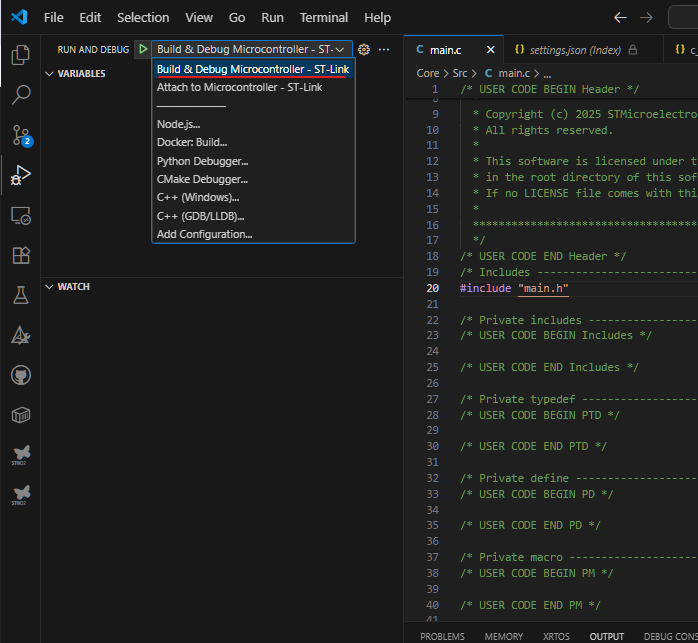 File Edit Selection View Go Run Terminal Help
RUN AND DEBUG Build & Debug Microcontroller - ST-
Build & Debug Microcontroller - ST-Link
Attach to Microcontroller - ST-Link
Node.js...
Docker: Build...
Python Debugger...
CMake Debugger...
C++ (Windows)...
C++ (GDB/LLDB)...
Add Configuration...
VARIABLES
WATCH
2
STM32
STM32
main.c settings.json (Index) c_
Core > Src > C main.c > ...
1 /* USER CODE BEGIN Header */
8
9 * Copyright (c) 2025 STMicroelectro
10 * All rights reserved.
11 *
12 * This software is licensed under t
13 * in the root directory of this sof
14 * If no LICENSE file comes with thi
15 *
16 ***********************************
17 */
18 /* USER CODE END Header */
19 /* Includes -------------------------
20 #include "main.h"
21
22 /* Private includes -----------------
23 /* USER CODE BEGIN Includes */
24
25 /* USER CODE END Includes */
26
27 /* Private typedef ------------------
28 /* USER CODE BEGIN PTD */
29
30 /* USER CODE END PTD */
31
32 /* Private define -------------------
33 /* USER CODE BEGIN PD */
34
35 /* USER CODE END PD */
36
37 /* Private macro --------------------
38 /* USER CODE BEGIN PM */
39
40 /* USER CODE END PM */
41
PROBLEMS MEMORY XRTOS OUTPUT DEBUG CONS